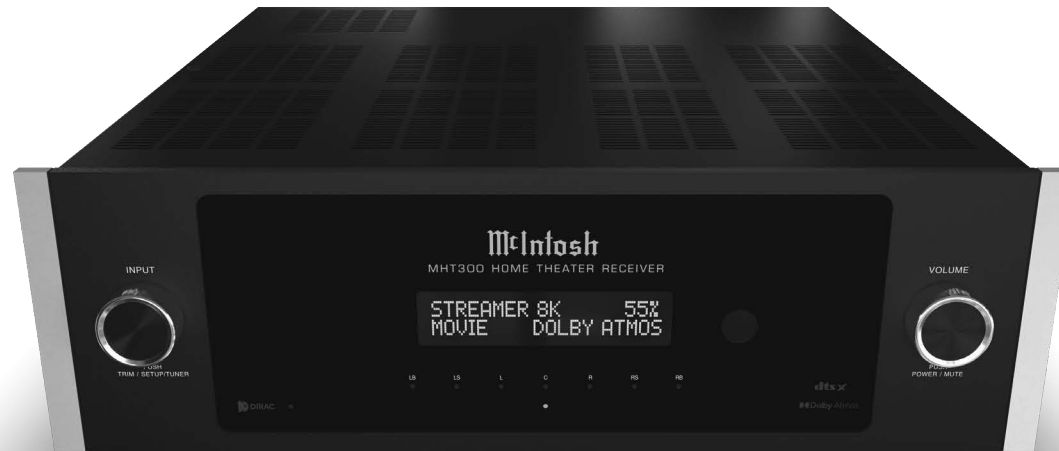 McIntosh
MHT300 HOME THEATER RECEIVER
INPUT
VOLUME
STREAMER 8K 55%
MOVIE DOLBY ATMOS
PUSH
TRIM / SETUP/TUNER
PUSH
POWER / MUTE
LB LS L C R RS RB
dts x
DIRAC
Dolby Atmos